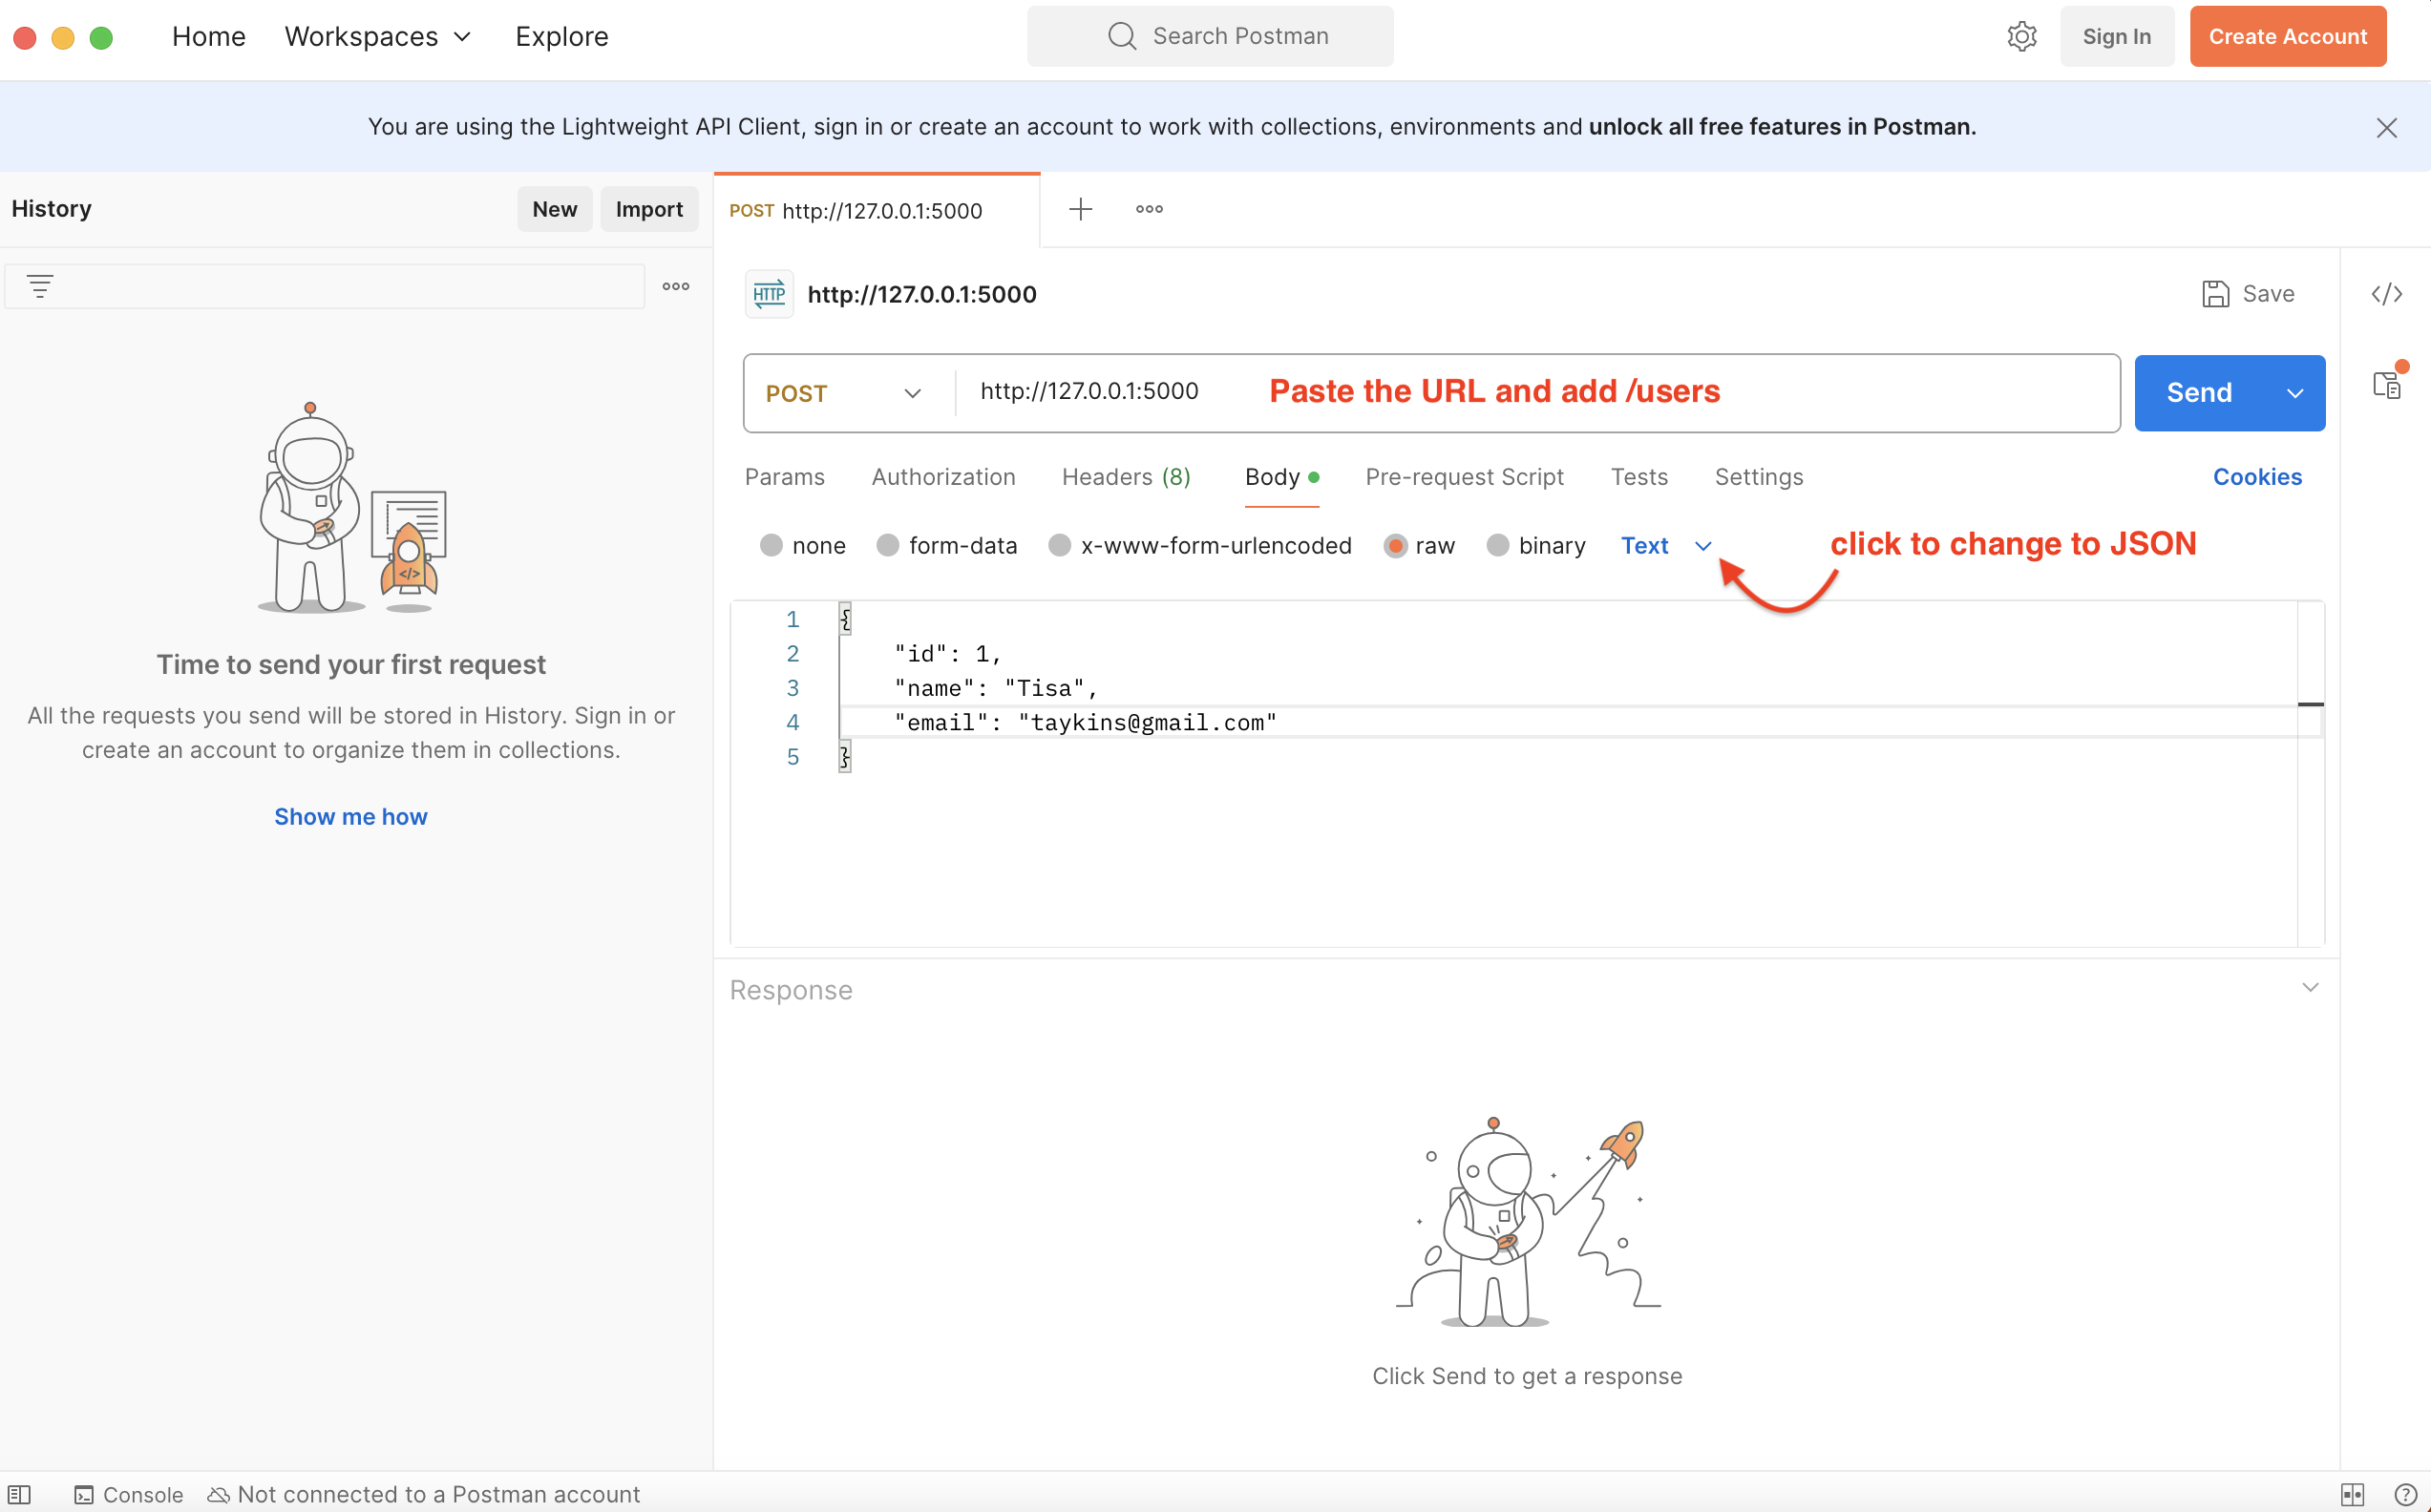 Home Workspaces Explore
Search Postman
Sign In
Create Account
You are using the Lightweight API Client, sign in or create an account to work with collections, environments and unlock all free features in Postman.
History
New
Import
POST http://127.0.0.1:5000
HTTP http://127.0.0.1:5000
Save
</>
POST http://127.0.0.1:5000 Paste the URL and add /users
Send
Params Authorization Headers (8) Body Pre-request Script Tests Settings
Cookies
none form-data x-www-form-urlencoded raw binary Text
click to change to JSON
1 {
2 "id": 1,
3 "name": "Tisa",
4 "email": "taykins@gmail.com"
5 }
</>
Time to send your first request
All the requests you send will be stored in History. Sign in or
create an account to organize them in collections.
Show me how
Response
Click Send to get a response
Console Not connected to a Postman account
?